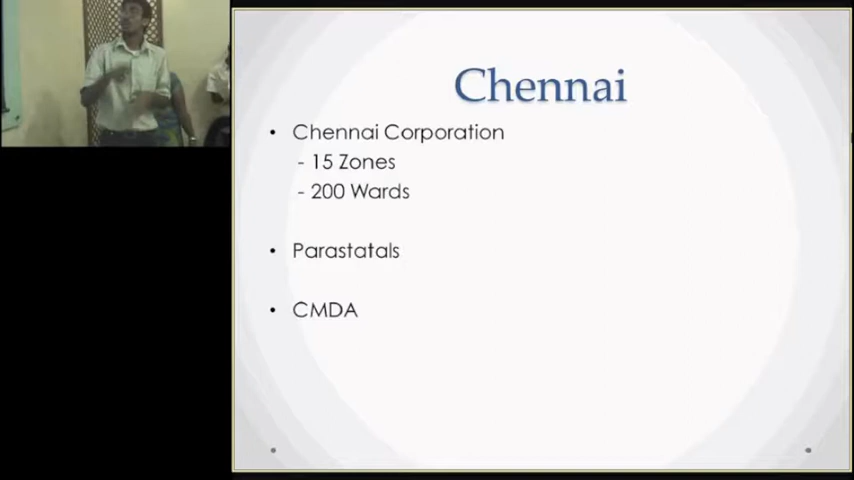 Chennai
• Chennai Corporation
- 15 Zones
- 200 Wards
• Parastatals
• CMDA